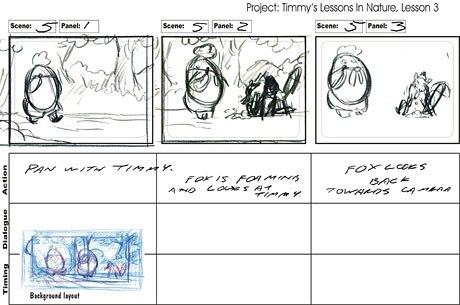 Project: Timmy's Lessons In Nature, Lesson 3
Scene: 5 Panel: 1
Scene: 5 Panel: 2
Scene: 5 Panel: 3
Action
PAN WITH TIMMY.
FOX IS FOAMING
AND LOOKS AT
TIMMY.
FOX LOOKS
BACK
TOWARDS CAMERA
Dialogue
Timing
Background layout